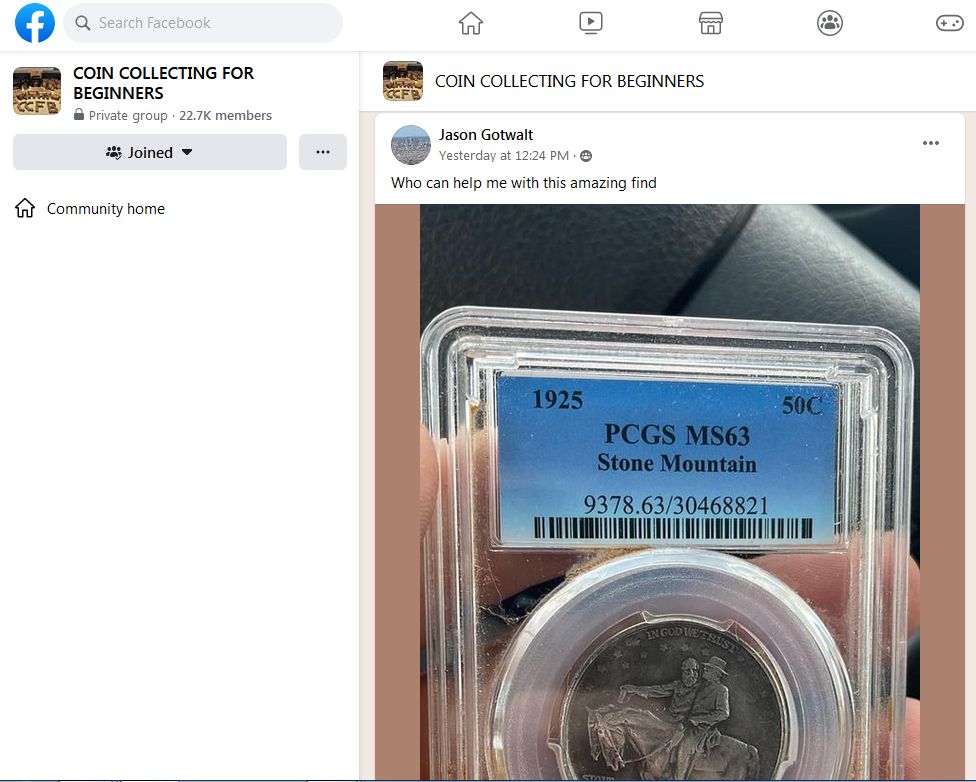 Search Facebook
COIN COLLECTING FOR
BEGINNERS
Private group · 22.7K members
Joined
Community home
COIN COLLECTING FOR BEGINNERS
Jason Gotwalt
Yesterday at 12:24 PM ·
Who can help me with this amazing find
1925 50C
PCGS MS63
Stone Mountain
9378.63/30468821
IN GOD WE TRUST